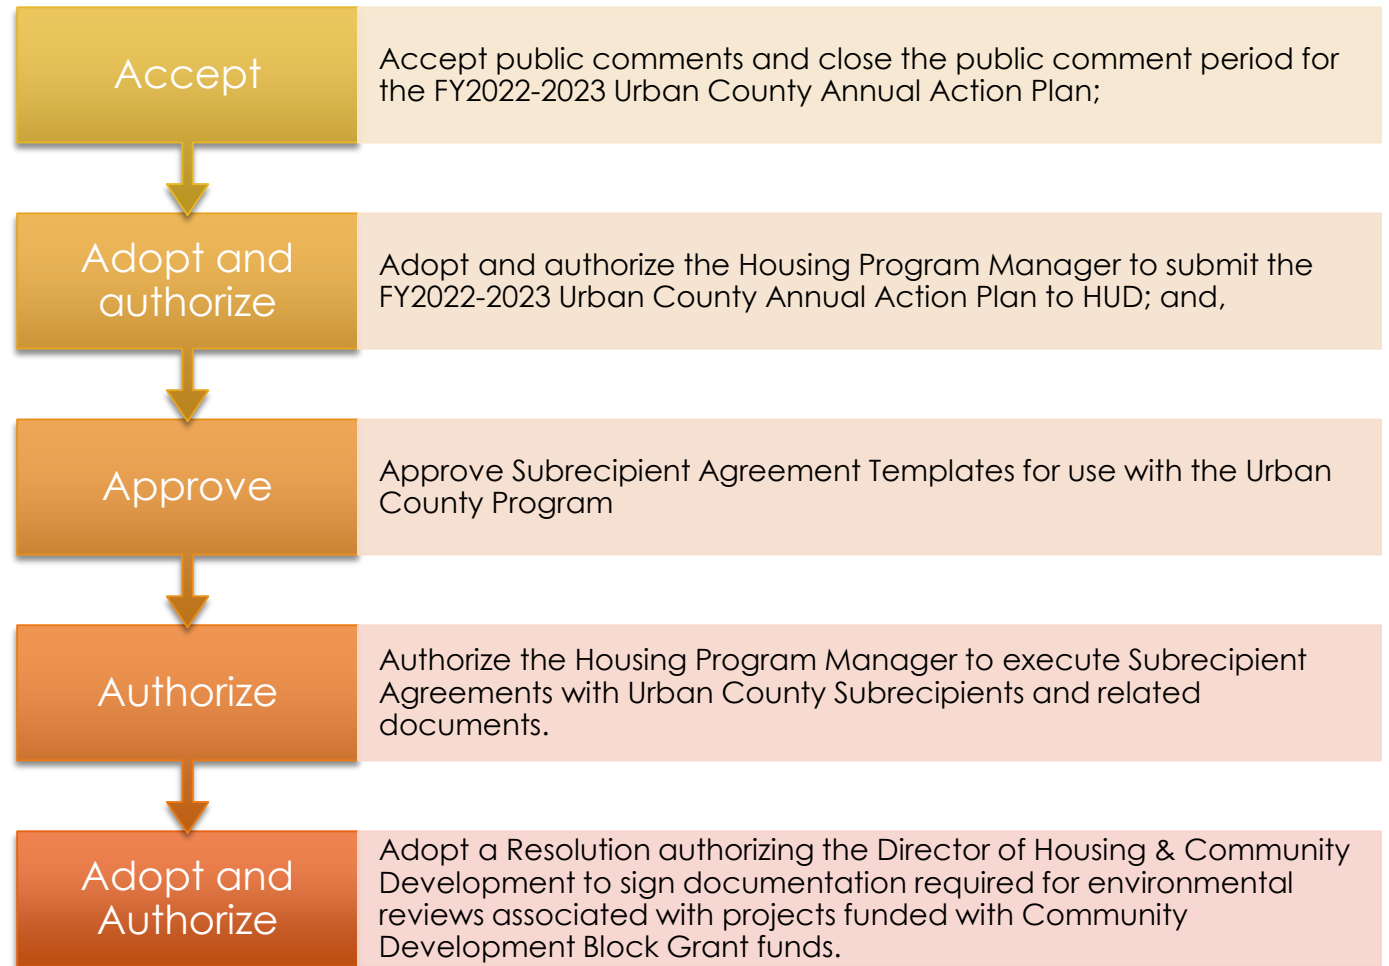 Accept
Accept public comments and close the public comment period for
the FY2022-2023 Urban County Annual Action Plan;
Adopt and
authorize
Adopt and authorize the Housing Program Manager to submit the
FY2022-2023 Urban County Annual Action Plan to HUD; and,
Approve
Approve Subrecipient Agreement Templates for use with the Urban
County Program
Authorize
Authorize the Housing Program Manager to execute Subrecipient
Agreements with Urban County Subrecipients and related
documents.
Adopt and
Authorize
Adopt a Resolution authorizing the Director of Housing & Community
Development to sign documentation required for environmental
reviews associated with projects funded with Community
Development Block Grant funds.